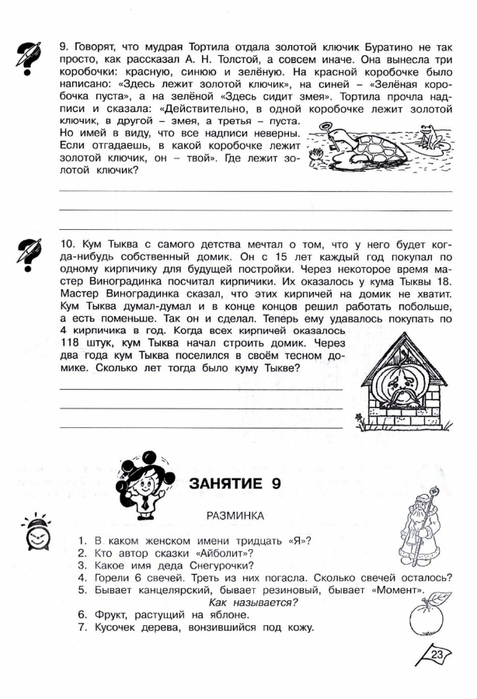 9. Говорят, что мудрая Тортила отдала золотой ключик Буратино не так
просто, как рассказал А. Н. Толстой, а совсем иначе. Она вынесла три
коробочки: красную, синюю и зелёную. На красной коробочке было
написано: «Здесь лежит золотой ключик», на синей – «Зелёная коро-
бочка пуста», а на зелёной «Здесь сидит змея». Тортила прочла над-
писи и сказала: «Действительно, в одной коробочке лежит золотой
ключик, в другой – змея, а третья – пуста.
Но имей в виду, что все надписи неверны.
Если отгадаешь, в какой коробочке лежит
золотой ключик, он – твой». Где лежит зо-
лотой ключик?
10. Кум Тыква с самого детства мечтал о том, что у него будет ког-
да-нибудь собственный домик. Он с 15 лет каждый год покупал по
одному кирпичику для будущей постройки. Через некоторое время ма-
стер Виноградинка посчитал кирпичики. Их оказалось у кума Тыквы 18.
Мастер Виноградинка сказал, что этих кирпичей на домик не хватит.
Кум Тыква думал-думал и в конце концов решил работать побольше,
а есть поменьше. Так он и сделал. Теперь ему удавалось покупать по
4 кирпичика в год. Когда всех кирпичей оказалось
118 штук, кум Тыква начал строить домик. Через
два года кум Тыква поселился в своём тесном до-
мике. Сколько лет тогда было куму Тыкве?
ЗАНЯТИЕ 9
РАЗМИНКА
1. В каком женском имени тридцать «Я»?
2. Кто автор сказки «Айболит»?
3. Какое имя деда Снегурочки?
4. Горели 6 свечей. Треть из них погасла. Сколько свечей осталось?
5. Бывает канцелярский, бывает резиновый, бывает «Момент».
Как называется?
6. Фрукт, растущий на яблоне.
7. Кусочек дерева, вонзившийся под кожу.
23